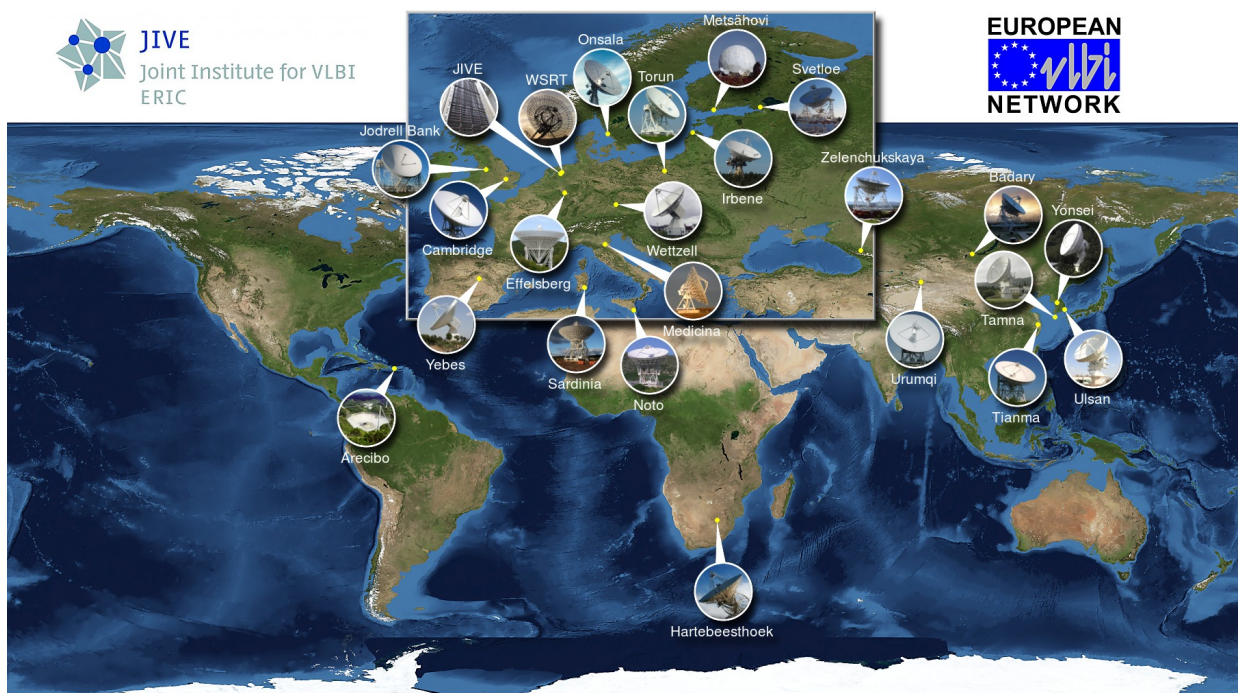 JIVE
Joint Institute for VLBI
ERIC
EUROPEAN
vlbi
NETWORK
Metsähovi
Onsala
JIVE
WSRT
Torun
Svetloe
Jodrell Bank
Zelenchukskaya
Badary
Irbene
Yonsei
Cambridge
Wettzell
Effelsberg
Tamna
Medicina
Yebes
Sardinia
Urumqi
Noto
Ulsan
Tianma
Arecibo
Hartebeesthoek